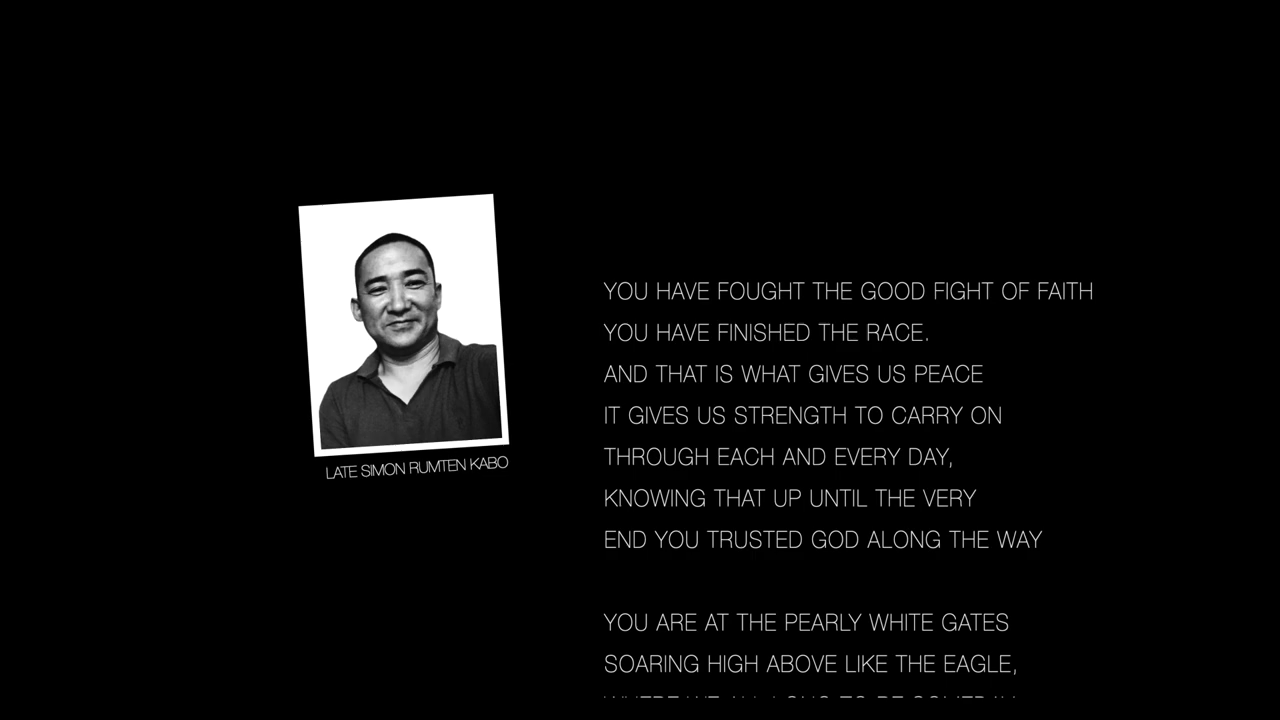 YOU HAVE FOUGHT THE GOOD FIGHT OF FAITH
YOU HAVE FINISHED THE RACE.
AND THAT IS WHAT GIVES US PEACE
IT GIVES US STRENGTH TO CARRY ON
THROUGH EACH AND EVERY DAY,
KNOWING THAT UP UNTIL THE VERY
END YOU TRUSTED GOD ALONG THE WAY
YOU ARE AT THE PEARLY WHITE GATES
SOARING HIGH ABOVE LIKE THE EAGLE,
LATE SIMON RUMTEN KABO